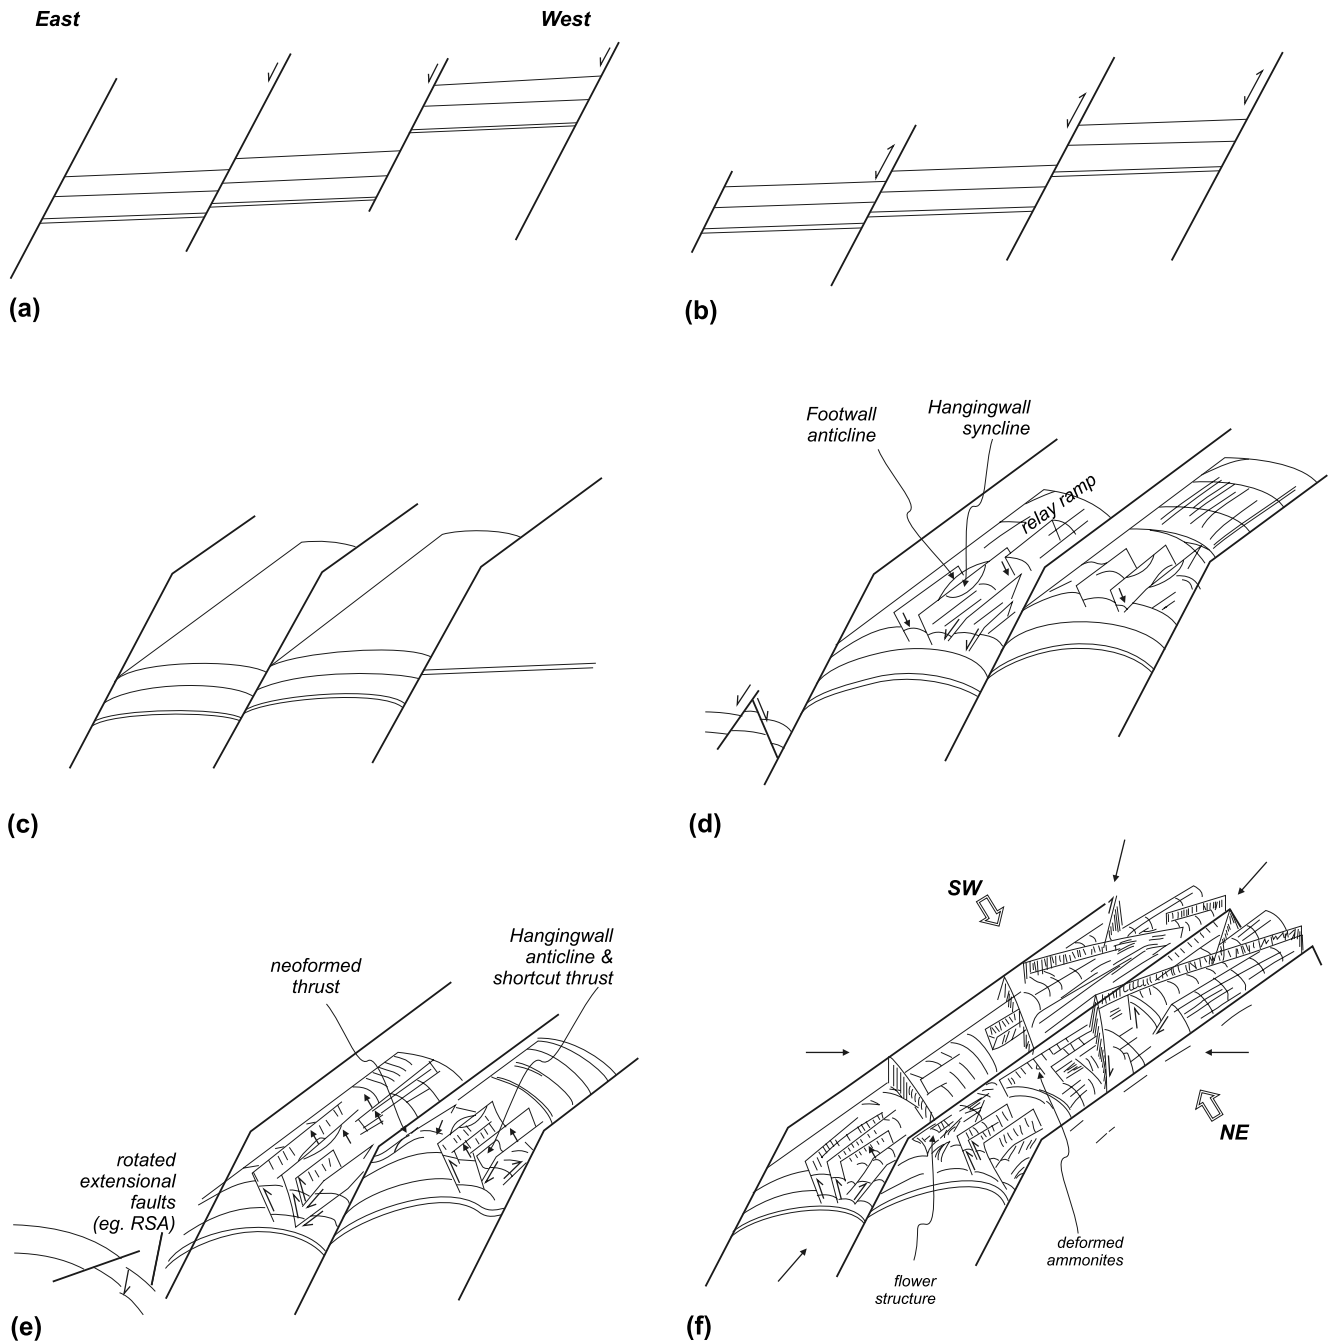 East
West
(a)
(b)
Footwall
anticline
Hangingwall
syncline
relay ramp
(c)
(d)
neoformed
thrust
Hangingwall
anticline &
shortcut thrust
rotated
extensional
faults
(eg. RSA)
(e)
SW
NE
deformed
ammonites
flower
structure
(f)